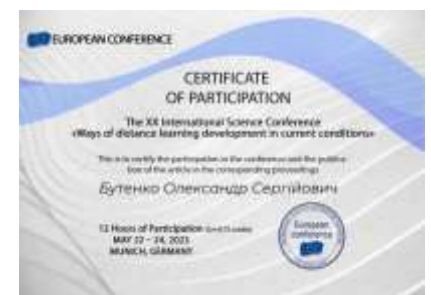 EUROPEAN CONFERENCE
CERTIFICATE
OF PARTICIPATION
The XX International Science Conference
«Ways of distance learning development in current conditions»
This is to certify the participation in the conference and the publica-
tion of the article in the corresponding proceedings
Бутенко Олександр Сергійович
12 Hours of Participation
MAY 22 – 24, 2023
MUNICH, GERMANY
European
conference